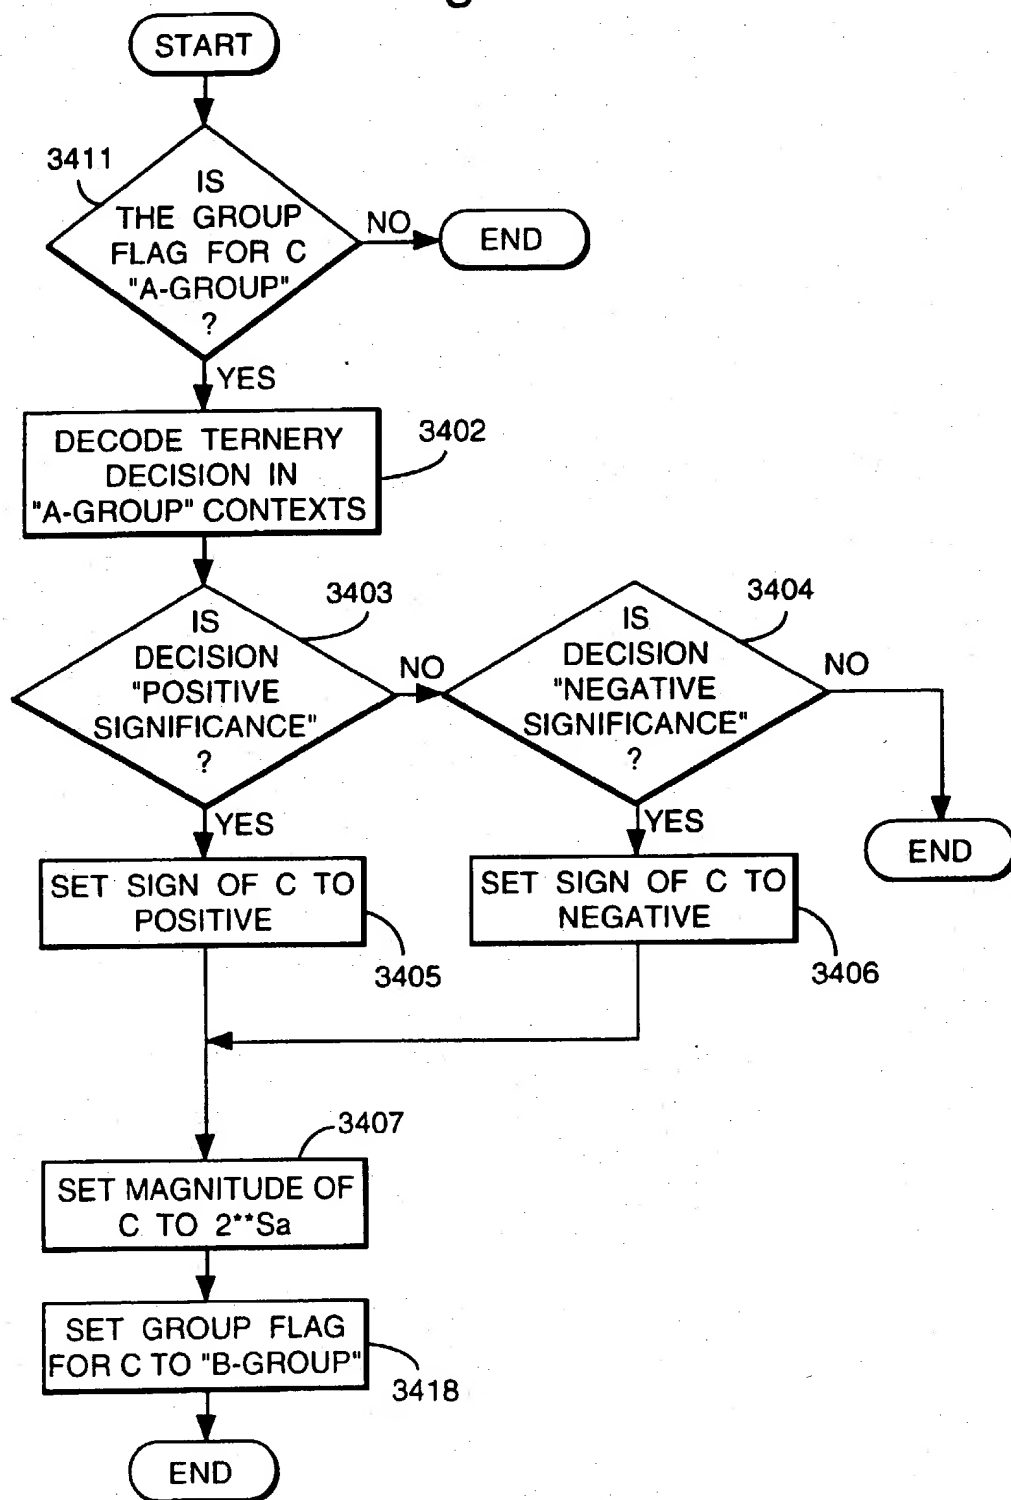 START
3411
IS
THE GROUP
FLAG FOR C
"A-GROUP"
?
NO
END
YES
DECODE TERNERY
DECISION IN
"A-GROUP" CONTEXTS
3402
3403
IS
DECISION
"POSITIVE
SIGNIFICANCE"
?
NO
3404
IS
DECISION
"NEGATIVE
SIGNIFICANCE"
?
NO
END
YES
SET SIGN OF C TO
POSITIVE
3405
YES
SET SIGN OF C TO
NEGATIVE
3406
3407
SET MAGNITUDE OF
C TO 2**Sa
SET GROUP FLAG
FOR C TO "B-GROUP"
3418
END